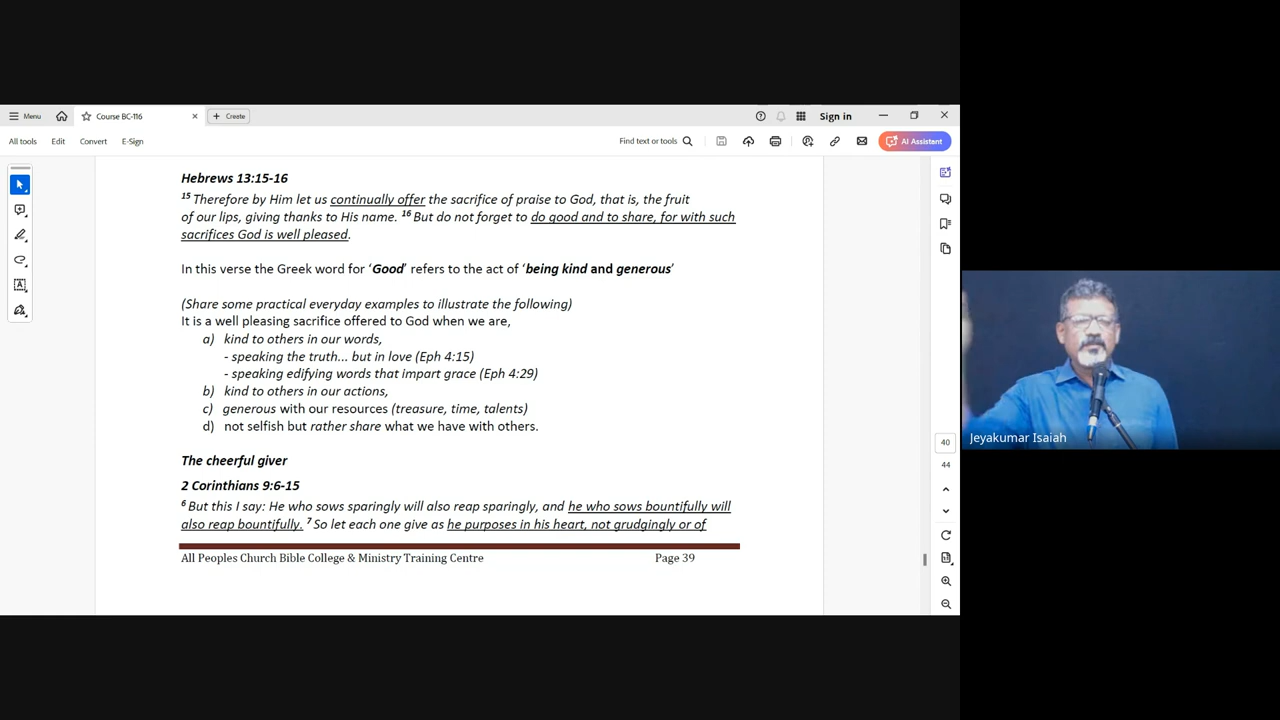 Menu
Course BC-116
Create
Sign in
All tools
Edit
Convert
E-Sign
Find text or tools
AI Assistant
Hebrews 13:15-16
15 Therefore by Him let us continually offer the sacrifice of praise to God, that is, the fruit
of our lips, giving thanks to His name. 16 But do not forget to do good and to share, for with such
sacrifices God is well pleased.
In this verse the Greek word for ‘Good’ refers to the act of ‘being kind and generous’
(Share some practical everyday examples to illustrate the following)
It is a well pleasing sacrifice offered to God when we are,
a) kind to others in our words,
- speaking the truth... but in love (Eph 4:15)
- speaking edifying words that impart grace (Eph 4:29)
b) kind to others in our actions,
c) generous with our resources (treasure, time, talents)
d) not selfish but rather share what we have with others.
The cheerful giver
2 Corinthians 9:6-15
6 But this I say: He who sows sparingly will also reap sparingly, and he who sows bountifully will
also reap bountifully. 7 So let each one give as he purposes in his heart, not grudgingly or of
All Peoples Church Bible College & Ministry Training Centre Page 39
40
44
Jeyakumar Isaiah